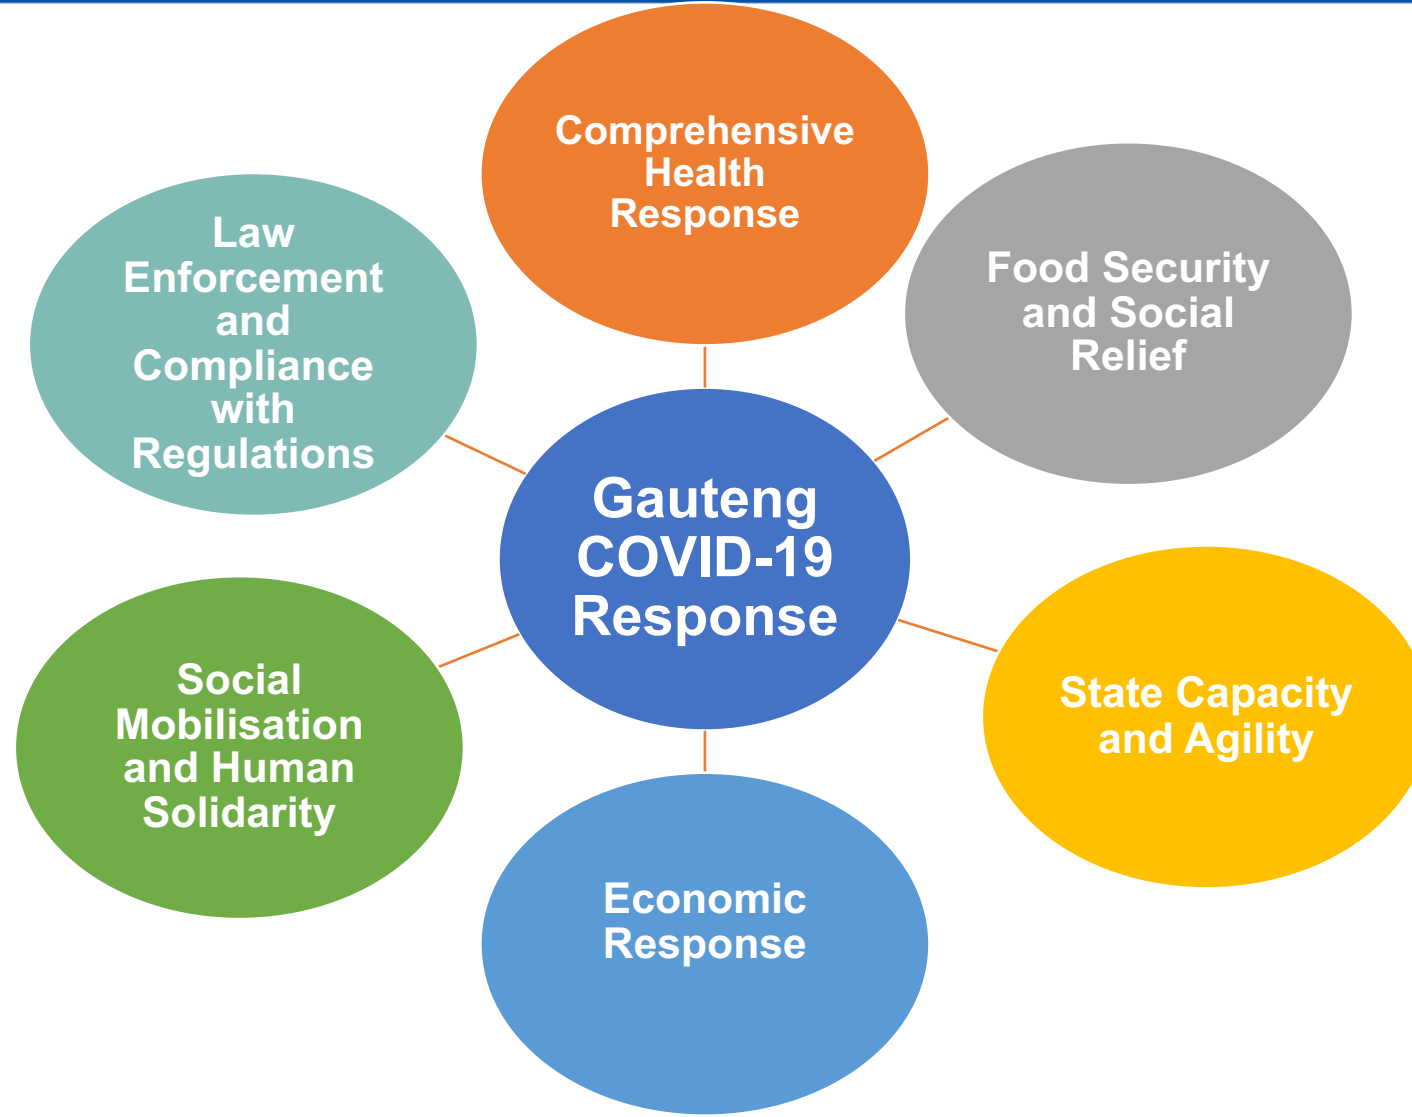 Comprehensive
Health
Response
Food Security
and Social
Relief
State Capacity
and Agility
Economic
Response
Social
Mobilisation
and Human
Solidarity
Law
Enforcement
and
Compliance
with
Regulations
Gauteng
COVID-19
Response